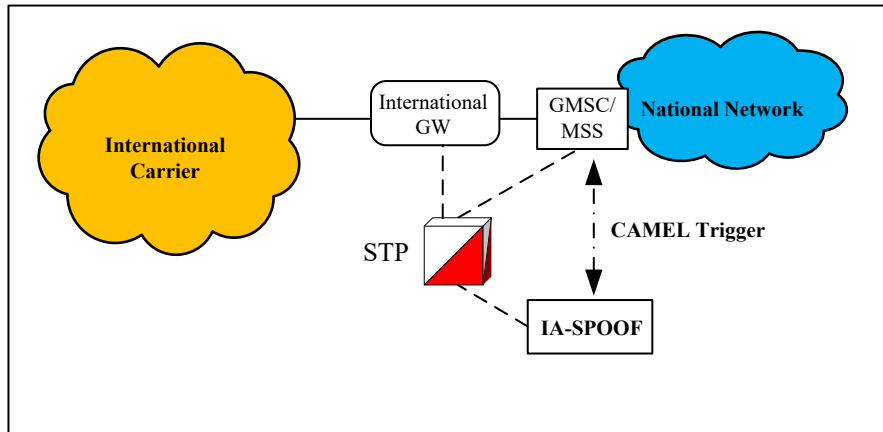 International
GW
GMSC/
MSS
National Network
International
Carrier
CAMEL Trigger
STP
IA-SPOOF